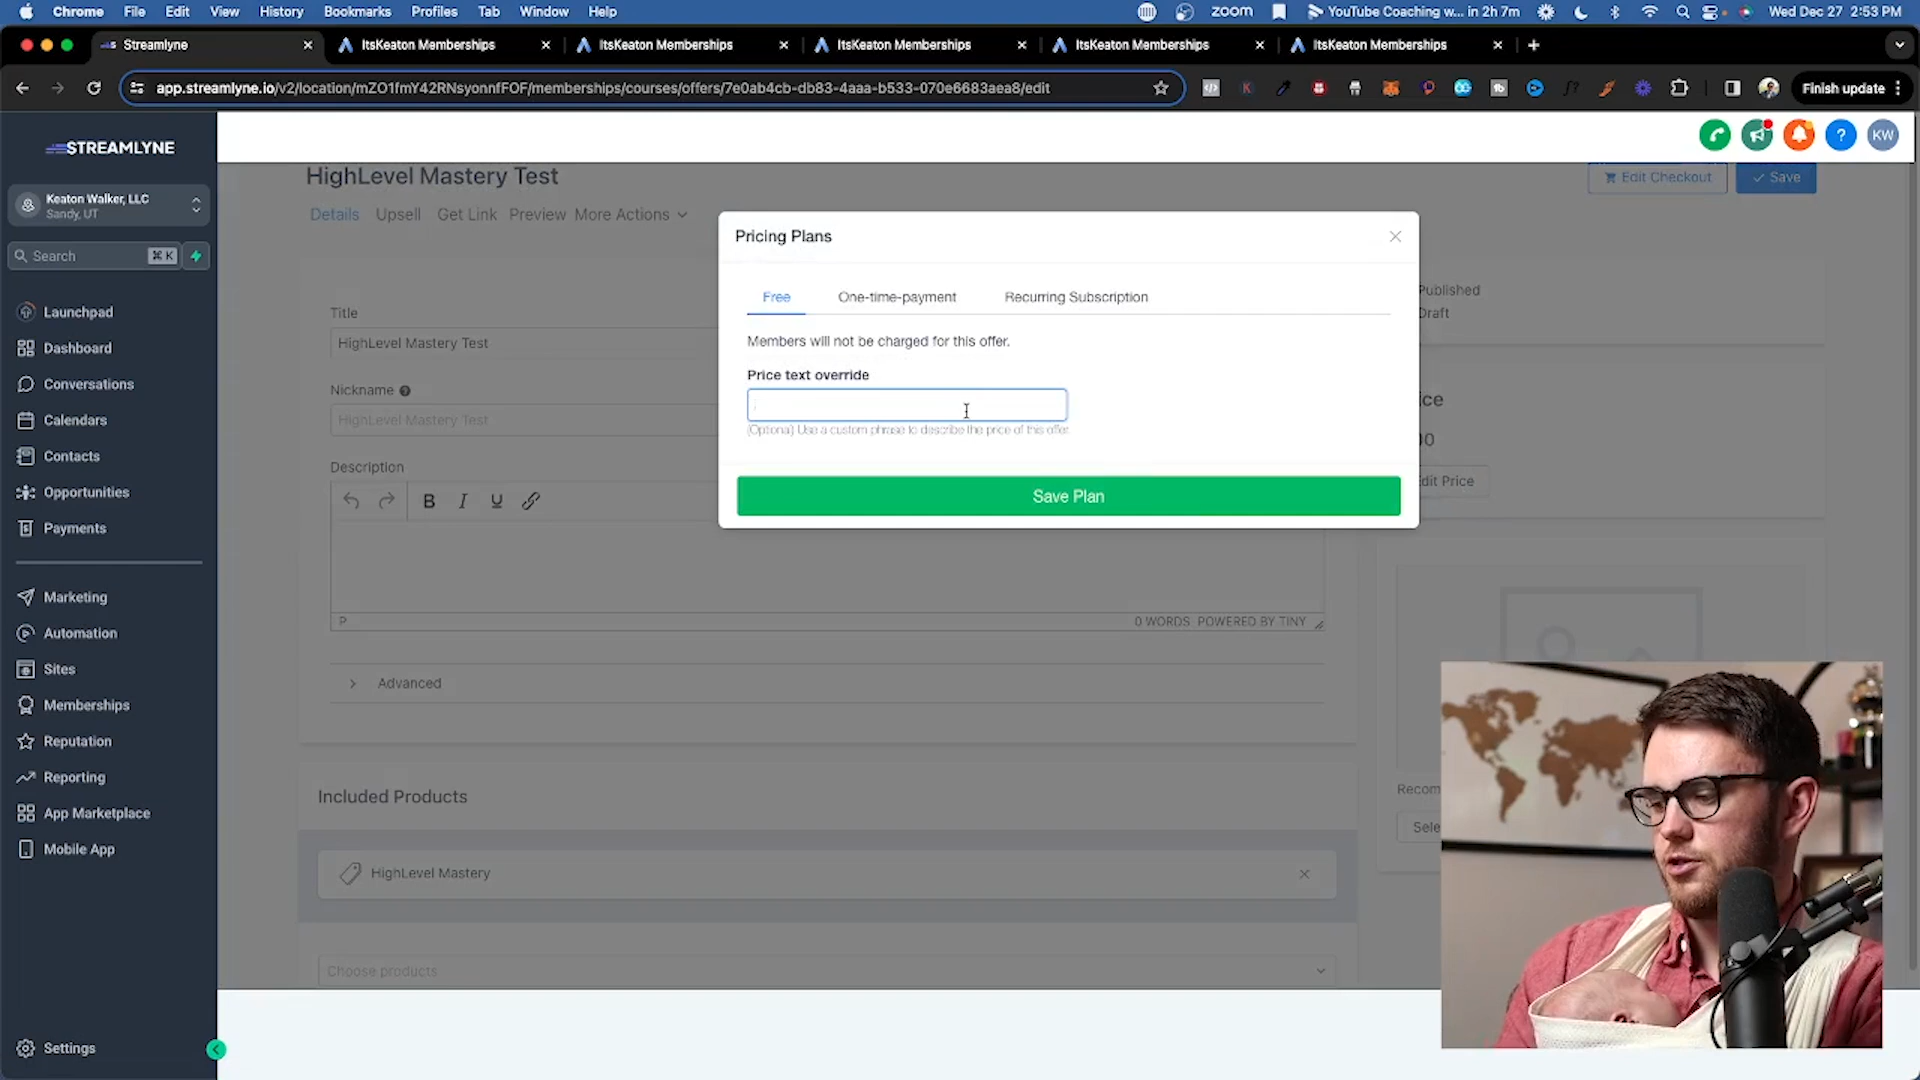 Chrome File Edit View History Bookmarks Profiles Tab Window Help
zoom YouTube Coaching w... in 2h 7m Wed Dec 27 2:53 PM
Streamlyne
ItsKeaton Memberships
ItsKeaton Memberships
ItsKeaton Memberships
ItsKeaton Memberships
ItsKeaton Memberships
app.streamlyne.io/v2/location/mZO1fmY42RNsyonnfFOF/memberships/courses/offers/7e0ab4cb-db83-4aaa-b533-070e6683aea8/edit
Finish update
STREAMLYNE
KW
Keaton Walker, LLC
Sandy, UT
Search ⌘ K
Launchpad
Dashboard
Conversations
Calendars
Contacts
Opportunities
Payments
Marketing
Automation
Sites
Memberships
Reputation
Reporting
App Marketplace
Mobile App
Settings
HighLevel Mastery Test
Edit Checkout
Save
Details Upsell Get Link Preview More Actions
Title
HighLevel Mastery Test
Nickname
HighLevel Mastery Test
Description
B I U
P
0 WORDS POWERED BY TINY
Advanced
Included Products
HighLevel Mastery
Choose products
Pricing Plans
Free One-time-payment Recurring Subscription
Members will not be charged for this offer.
Price text override
(Optional) Use a custom phrase to describe the price of this offer.
Save Plan
Published
Draft
ice
00
dit Price
Recom
Sele